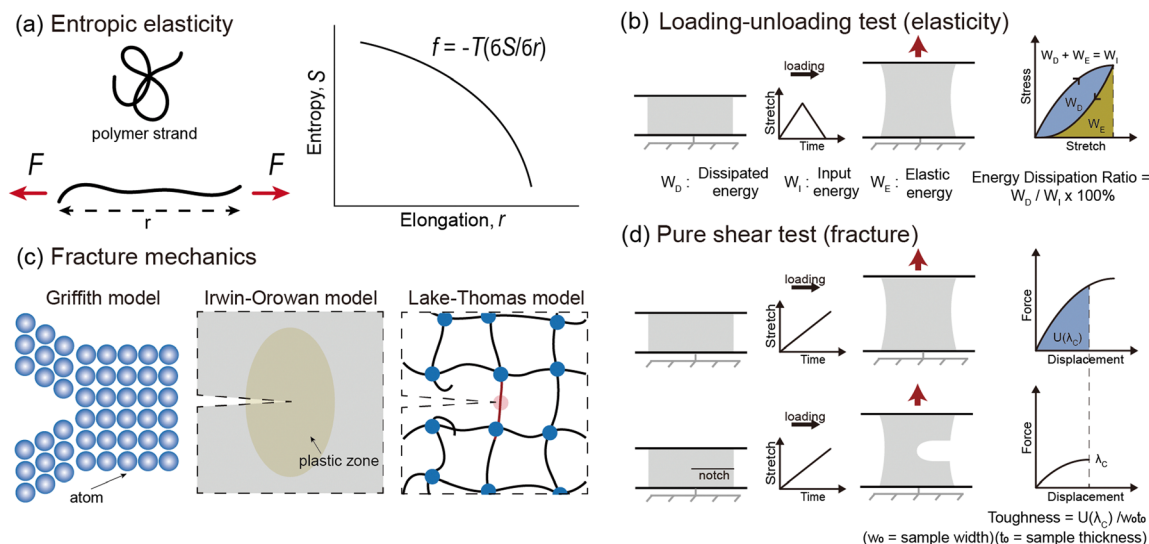 (a) Entropic elasticity
polymer strand
F
F
r
Entropy, S
f = -T(6S/6r)
Elongation, r
(b) Loading-unloading test (elasticity)
loading
Stretch
Time
W_D + W_E = W_I
Stress
W_D
W_E
Stretch
W_D : Dissipated
energy
W_I : Input
energy
W_E : Elastic
energy
Energy Dissipation Ratio =
W_D / W_I x 100%
(c) Fracture mechanics
Griffith model
atom
Irwin-Orowan model
plastic zone
Lake-Thomas model
(d) Pure shear test (fracture)
loading
Stretch
Time
Force
U(λ_C)
Displacement
notch
loading
Stretch
Time
Force
λ_C
Displacement
Toughness = U(λ_C) /w₀t₀
(w₀ = sample width)(t₀ = sample thickness)